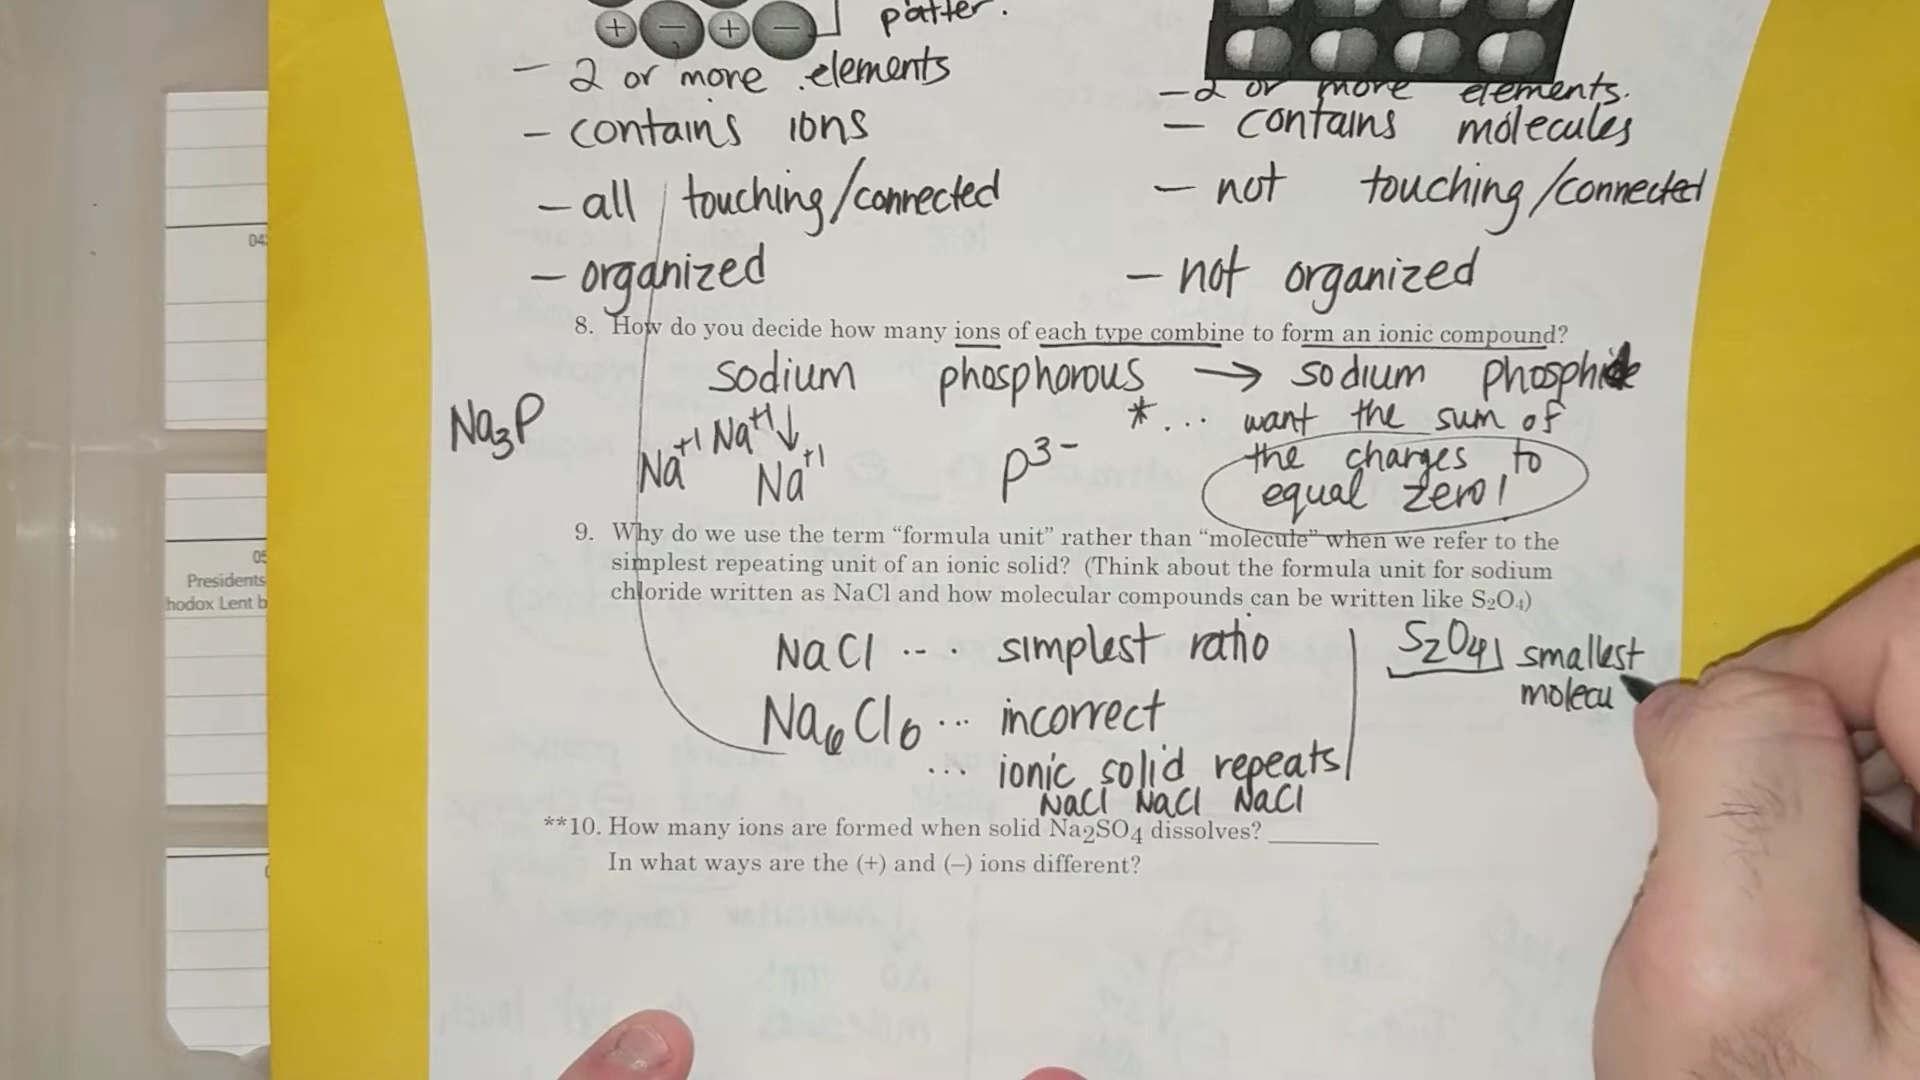 + - + - patter.
- 2 or more elements
- contains ions
- all touching/connected
- organized
-2 or more elements.
- contains molecules
- not touching/connected
- not organized
8. How do you decide how many ions of each type combine to form an ionic compound?
sodium phosphorous → sodium phosphide
Na3P
Na+1 Na+1 ↓ Na+1
P3-
*... want the sum of
the charges to
equal zero!
9. Why do we use the term “formula unit” rather than “molecule” when we refer to the
simplest repeating unit of an ionic solid? (Think about the formula unit for sodium
chloride written as NaCl and how molecular compounds can be written like S2O4)
NaCl ... simplest ratio
Na6Cl6 ... incorrect
... ionic solid repeats
NaCl NaCl NaCl
S2O4 smallest
molecu
**10. How many ions are formed when solid Na2SO4 dissolves? ________
In what ways are the (+) and (–) ions different?
04
05
Presidents
hodox Lent b